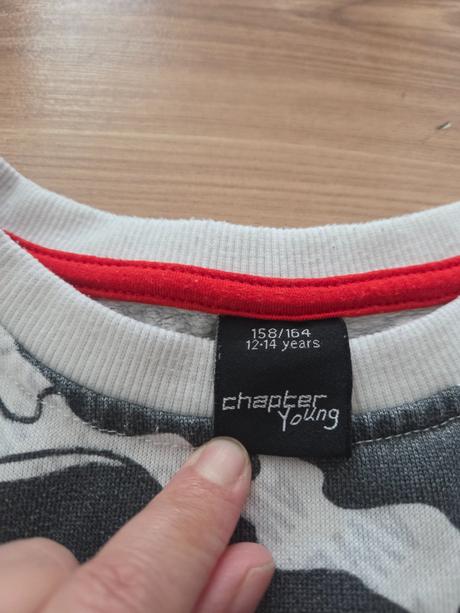 158/164
12-14 years
chapter
Young